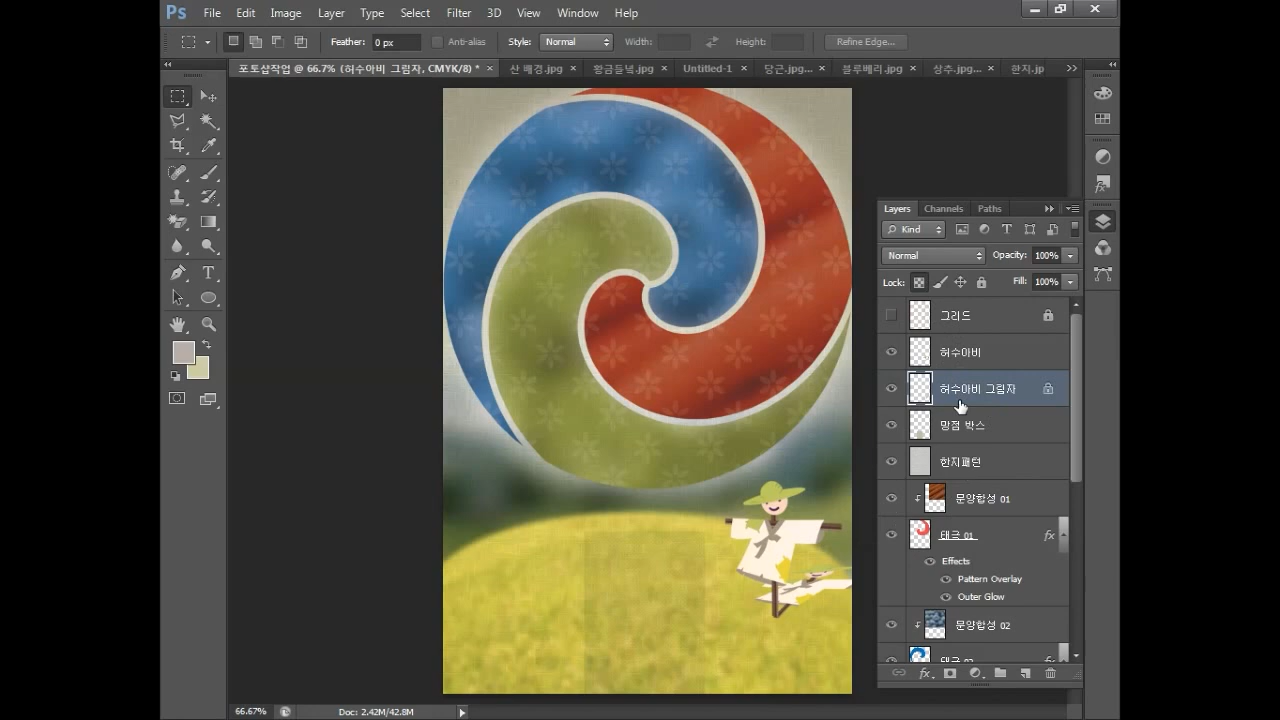 Ps File Edit Image Layer Type Select Filter 3D View Window Help
Feather: 0 px Anti-alias Style: Normal Width: Height: Refine Edge...
포토샵작업 @ 66.7% (허수아비 그림자, CMYK/8) * × 산 배경.jpg × 황금들녘.jpg × Untitled-1 × 당근.jpg... × 블루베리.jpg × 상추.jpg... × 한지.jp
Layers Channels Paths
Kind
Normal Opacity: 100%
Lock: Fill: 100%
그리드
허수아비
허수아비 그림자
망점 박스
한지패턴
문양합성 01
태극 01 fx
Effects
Pattern Overlay
Outer Glow
문양합성 02
66.67% Doc: 2.42M/42.8M